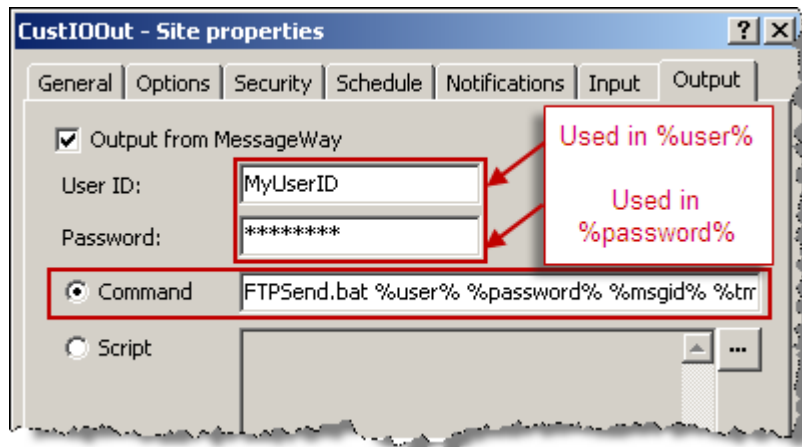 CustIOOut - Site properties
General Options Security Schedule Notifications Input Output
Output from MessageWay
User ID: MyUserID
Password: ********
Used in %user%
Used in
%password%
Command FTPSend.bat %user% %password% %msgid% %tm
Script ...